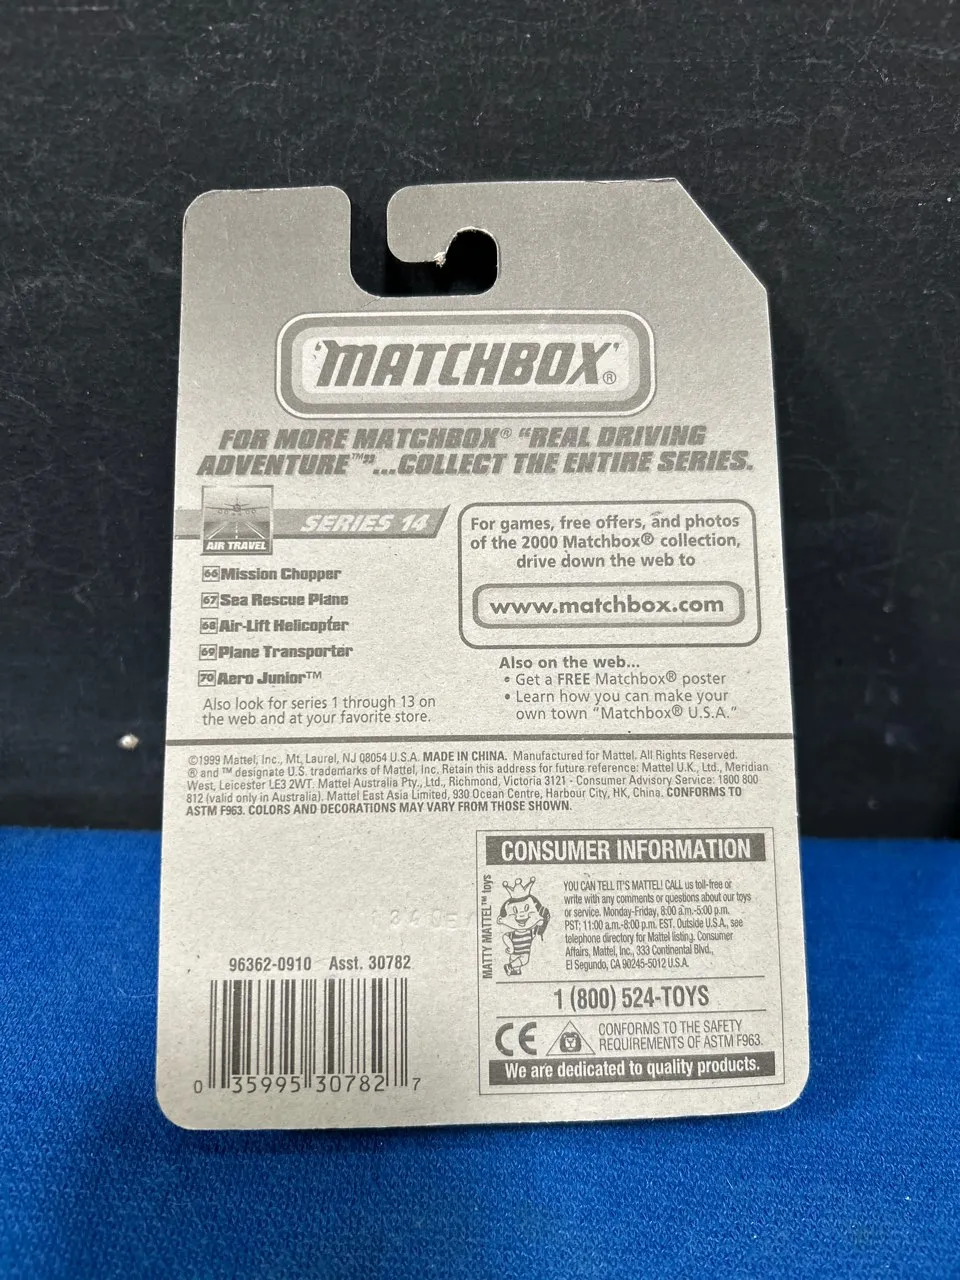 MATCHBOX®
FOR MORE MATCHBOX® "REAL DRIVING
ADVENTURE™"...COLLECT THE ENTIRE SERIES.
AIR TRAVEL
SERIES 14
66 Mission Chopper
67 Sea Rescue Plane
68 Air-Lift Helicopter
69 Plane Transporter
70 Aero Junior™
Also look for series 1 through 13 on
the web and at your favorite store.
For games, free offers, and photos
of the 2000 Matchbox® collection,
drive down the web to
www.matchbox.com
Also on the web...
• Get a FREE Matchbox® poster
• Learn how you can make your
own town "Matchbox® U.S.A."
©1999 Mattel, Inc., Mt. Laurel, NJ 08054 U.S.A. MADE IN CHINA. Manufactured for Mattel. All Rights Reserved.
® and ™ designate U.S. trademarks of Mattel, Inc. Retain this address for future reference: Mattel U.K., Ltd., Meridian
West, Leicester LE3 2WT. Mattel Australia Pty., Ltd., Richmond, Victoria 3121 - Consumer Advisory Service: 1800 800
812 (valid only in Australia). Mattel East Asia Limited, 930 Ocean Centre, Harbour City, HK, China. CONFORMS TO
ASTM F963. COLORS AND DECORATIONS MAY VARY FROM THOSE SHOWN.
96362-0910 Asst. 30782
0 35995 30782 7
CONSUMER INFORMATION
MATTY MATTEL™ toys
YOU CAN TELL IT'S MATTEL! CALL us toll-free or
write with any comments or questions about our toys
or service. Monday-Friday, 8:00 a.m.-5:00 p.m.
PST; 11:00 a.m.-8:00 p.m. EST. Outside U.S.A., see
telephone directory for Mattel listing. Consumer
Affairs, Mattel, Inc., 333 Continental Blvd.,
El Segundo, CA 90245-5012 U.S.A.
1 (800) 524-TOYS
CE
CONFORMS TO THE SAFETY
REQUIREMENTS OF ASTM F963.
We are dedicated to quality products.